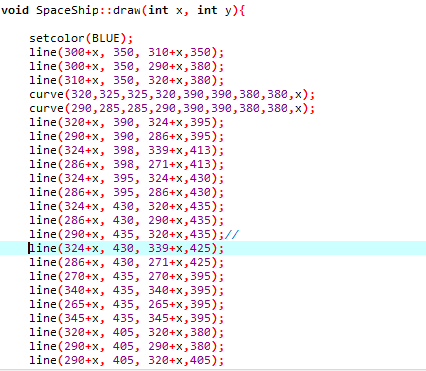 void SpaceShip::draw(int x, int y){
setcolor(BLUE);
line(300+x, 350, 310+x,350);
line(300+x, 350, 290+x,380);
line(310+x, 350, 320+x,380);
curve(320,325,325,320,390,390,380,380,x);
curve(290,285,285,290,390,390,380,380,x);
line(320+x, 390, 324+x,395);
line(290+x, 390, 286+x,395);
line(324+x, 398, 339+x,413);
line(286+x, 398, 271+x,413);
line(324+x, 395, 324+x,430);
line(286+x, 395, 286+x,430);
line(324+x, 430, 320+x,435);
line(286+x, 430, 290+x,435);
line(290+x, 435, 320+x,435);//
line(324+x, 430, 339+x,425);
line(286+x, 430, 271+x,425);
line(270+x, 435, 270+x,395);
line(340+x, 435, 340+x,395);
line(265+x, 435, 265+x,395);
line(345+x, 435, 345+x,395);
line(320+x, 405, 320+x,380);
line(290+x, 405, 290+x,380);
line(290+x, 405, 320+x,405);